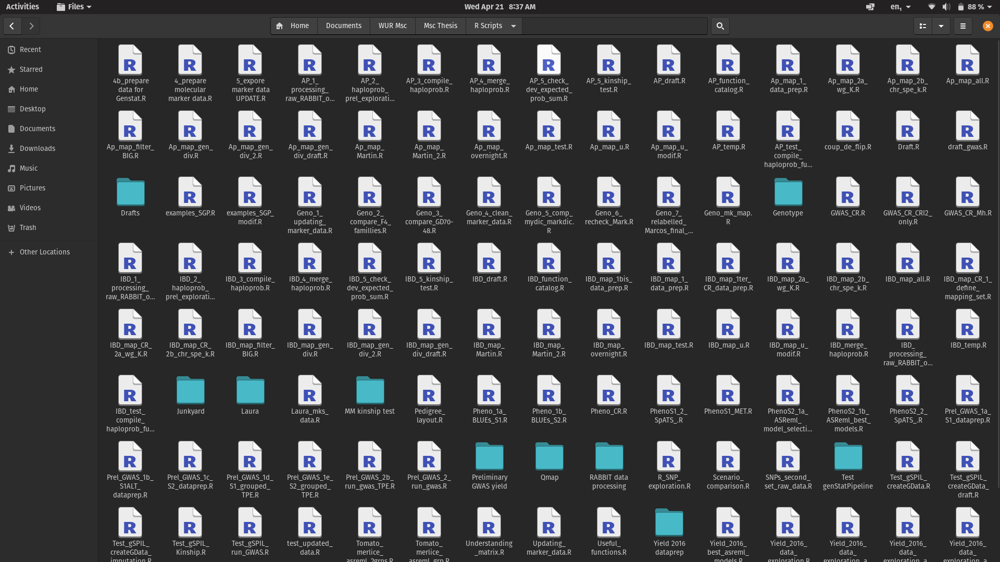 Activities Files Wed Apr 21 8:37 AM en1 88 %
Home Documents WUR Msc Msc Thesis R Scripts
Recent
Starred
Home
Desktop
Documents
Downloads
Music
Pictures
Videos
Trash
Other Locations
4b_prepare data for Genstat.R
4_prepare molecular marker data.R
5_expore marker data UPDATE.R
AP_1_processing_raw_RABBIT_o...
AP_2_haploprob_prel_explorati...
AP_3_compile_haploprob.R
AP_4_merge_haploprob.R
AP_5_check_dev_expected_prob_sum.R
AP_5_kinship_test.R
AP_draft.R
AP_function_catalog.R
Ap_map_1_data_prep.R
Ap_map_2a_wg_K.R
Ap_map_2b_chr_spe_k.R
Ap_map_all.R
Ap_map_filter_BIG.R
Ap_map_gen_div.R
Ap_map_gen_div_2.R
Ap_map_gen_div_draft.R
Ap_map_Martin.R
Ap_map_Martin_2.R
Ap_map_overnight.R
Ap_map_test.R
Ap_map_u.R
Ap_map_u_modif.R
AP_temp.R
AP_test_compile_haploprob_fu...
coup_de_flip.R
Draft.R
draft_gwas.R
Drafts
examples_SGP.R
examples_SGP_modif.R
Geno_1_updating_marker_data.R
Geno_2_compare_F4_famillies.R
Geno_3_compare_GD70-48.R
Geno_4_clean_marker_data.R
Geno_5_comp_mydic_markdic.R
Geno_6_recheck_Mark.R
Geno_7_relabelled_Marcos_final_...
Geno_mk_map.R
Genotype
GWAS_CR.R
GWAS_CR_CRI2_only.R
GWAS_CR_Mh.R
IBD_1_processing_raw_RABBIT_o...
IBD_2_haploprob_prel_explorati...
IBD_3_compile_haploprob.R
IBD_4_merge_haploprob.R
IBD_5_check_dev_expected_prob_sum.R
IBD_5_kinship_test.R
IBD_draft.R
IBD_function_catalog.R
IBD_map_1bis_data_prep.R
IBD_map_1_data_prep.R
IBD_map_1ter_CR_data_prep.R
IBD_map_2a_wg_K.R
IBD_map_2b_chr_spe_k.R
IBD_map_all.R
IBD_map_CR_1_define_mapping_set.R
IBD_map_CR_2a_wg_K.R
IBD_map_CR_2b_chr_spe_k.R
IBD_map_filter_BIG.R
IBD_map_gen_div.R
IBD_map_gen_div_2.R
IBD_map_gen_div_draft.R
IBD_map_Martin.R
IBD_map_Martin_2.R
IBD_map_overnight.R
IBD_map_test.R
IBD_map_u.R
IBD_map_u_modif.R
IBD_merge_haploprob.R
IBD_processing_raw_RABBIT_o...
IBD_temp.R
IBD_test_compile_haploprob_fu...
Junkyard
Laura
Laura_mks_data.R
MM kinship test
Pedigree_layout.R
Pheno_1a_BLUEs_S1.R
Pheno_1b_BLUEs_S2.R
Pheno_CR.R
PhenoS1_2_SpATS_.R
PhenoS1_MET.R
PhenoS2_1a_ASReml_model_selecti...
PhenoS2_1b_ASReml_best_models.R
PhenoS2_2_SpATS_.R
Prel_GWAS_1a_S1_dataprep.R
Prel_GWAS_1b_S1ALT_dataprep.R
Prel_GWAS_1c_S2_dataprep.R
Prel_GWAS_1d_S1_grouped_TPE.R
Prel_GWAS_1e_S2_grouped_TPE.R
Prel_GWAS_2b_run_gwas_TPE.R
Prel_GWAS_2_run_gwas.R
Preliminary GWAS yield
Qmap
RABBIT data processing
R_SNP_exploration.R
Scenario_comparison.R
SNPs_second_set_raw_data.R
Test genStatPipeline
Test_gSPIL_createGData.R
Test_gSPIL_createGData_draft.R
Test_gSPIL_createGData_imputation.R
Test_gSPIL_Kinship.R
Test_gSPIL_run_GWAS.R
test_updated_data.R
Tomato_merlice_asreml_2grps.R
Tomato_merlice_asreml_grp.R
Understanding_matrix.R
Updating_marker_data.R
Useful_functions.R
Yield 2016 dataprep
Yield_2016_best_asreml_models.R
Yield_2016_data_exploration.R
Yield_2016_data_exploration_a
Yield_2016_data_exploration_a
Yield_2016_data_exploration_a